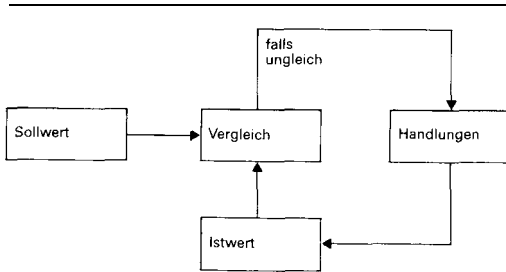 falls
ungleich
Sollwert
Vergleich
Handlungen
Istwert